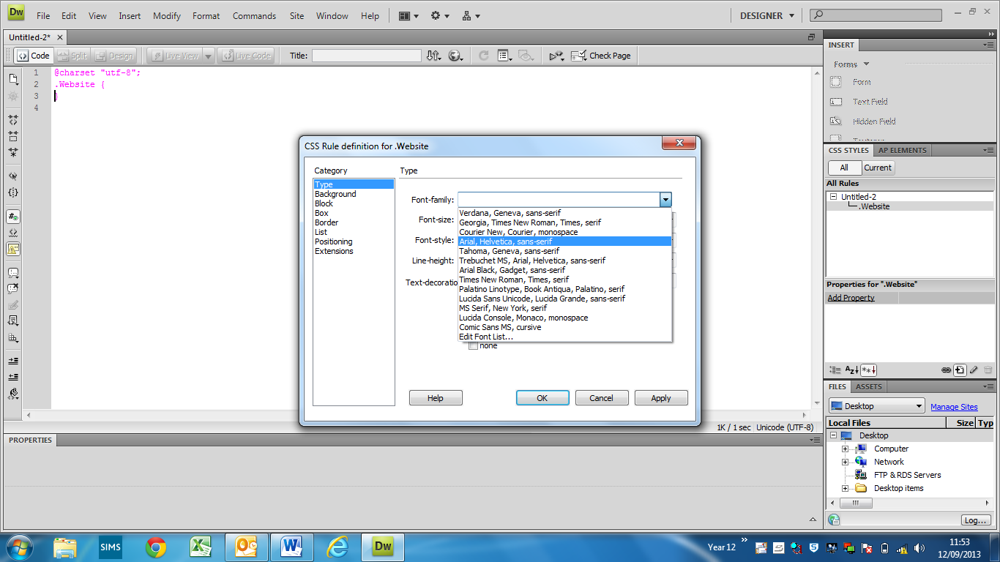 Dw File Edit View Insert Modify Format Commands Site Window Help DESIGNER
Untitled-2*
Code Split Design Live View Live Code Title: Check Page
1 @charset "utf-8";
2 .Website {
3 }
4
CSS Rule definition for .Website
Category
Type
Background
Block
Box
Border
List
Positioning
Extensions
Type
Font-family:
Font-size:
Font-style:
Line-height:
Text-decoratio
Verdana, Geneva, sans-serif
Georgia, Times New Roman, Times, serif
Courier New, Courier, monospace
Arial, Helvetica, sans-serif
Tahoma, Geneva, sans-serif
Trebuchet MS, Arial, Helvetica, sans-serif
Arial Black, Gadget, sans-serif
Times New Roman, Times, serif
Palatino Linotype, Book Antiqua, Palatino, serif
Lucida Sans Unicode, Lucida Grande, sans-serif
MS Serif, New York, serif
Lucida Console, Monaco, monospace
Comic Sans MS, cursive
Edit Font List...
none
Help OK Cancel Apply
1K / 1 sec Unicode (UTF-8)
PROPERTIES
INSERT
Forms
Form
Text Field
Hidden Field
CSS STYLES AP ELEMENTS
All Current
All Rules
Untitled-2
.Website
Properties for ".Website"
Add Property
FILES ASSETS
Desktop Manage Sites
Local Files Size Typ
Desktop
Computer
Network
FTP & RDS Servers
Desktop items
Log...
SIMS
Dw
Year 12
11:53
12/09/2013